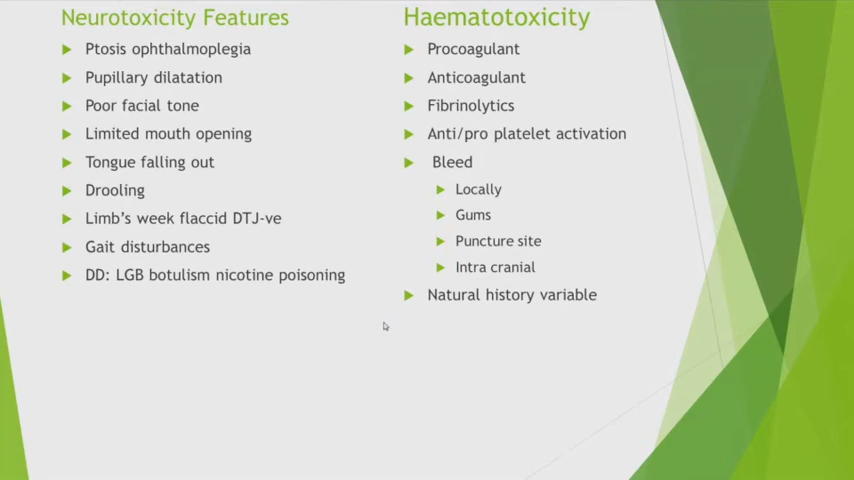 Neurotoxicity Features
Ptosis ophthalmoplegia
Pupillary dilatation
Poor facial tone
Limited mouth opening
Tongue falling out
Drooling
Limb's week flaccid DTJ-ve
Gait disturbances
DD: LGB botulism nicotine poisoning
Haematotoxicity
Procoagulant
Anticoagulant
Fibrinolytics
Anti/pro platelet activation
Bleed
Locally
Gums
Puncture site
Intra cranial
Natural history variable